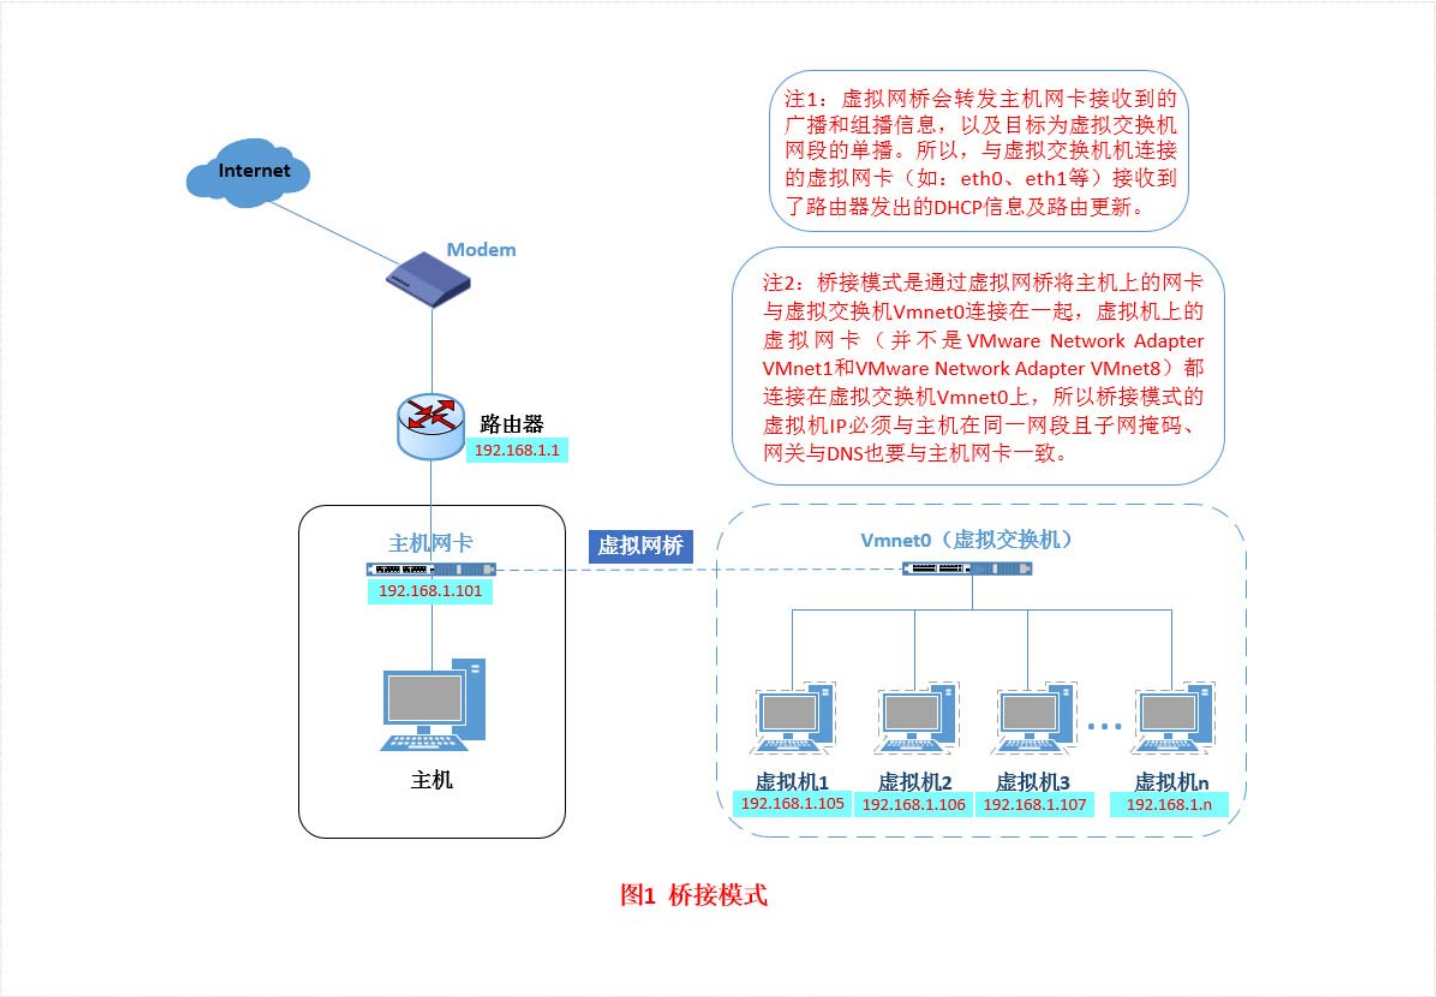 注1：虚拟网桥会转发主机网卡接收到的
广播和组播信息，以及目标为虚拟交换机
网段的单播。所以，与虚拟交换机机连接
的虚拟网卡（如：eth0、eth1等）接收到
了路由器发出的DHCP信息及路由更新。
Internet
Modem
注2：桥接模式是通过虚拟网桥将主机上的网卡
与虚拟交换机Vmnet0连接在一起，虚拟机上的
虚拟网卡（并不是VMware Network Adapter
VMnet1和VMware Network Adapter VMnet8）都
连接在虚拟交换机Vmnet0上，所以桥接模式的
虚拟机IP必须与主机在同一网段且子网掩码、
网关与DNS也要与主机网卡一致。
路由器
192.168.1.1
主机网卡
192.168.1.101
虚拟网桥
Vmnet0（虚拟交换机）
主机
虚拟机1
192.168.1.105
虚拟机2
192.168.1.106
虚拟机3
192.168.1.107
...
虚拟机n
192.168.1.n
图1 桥接模式